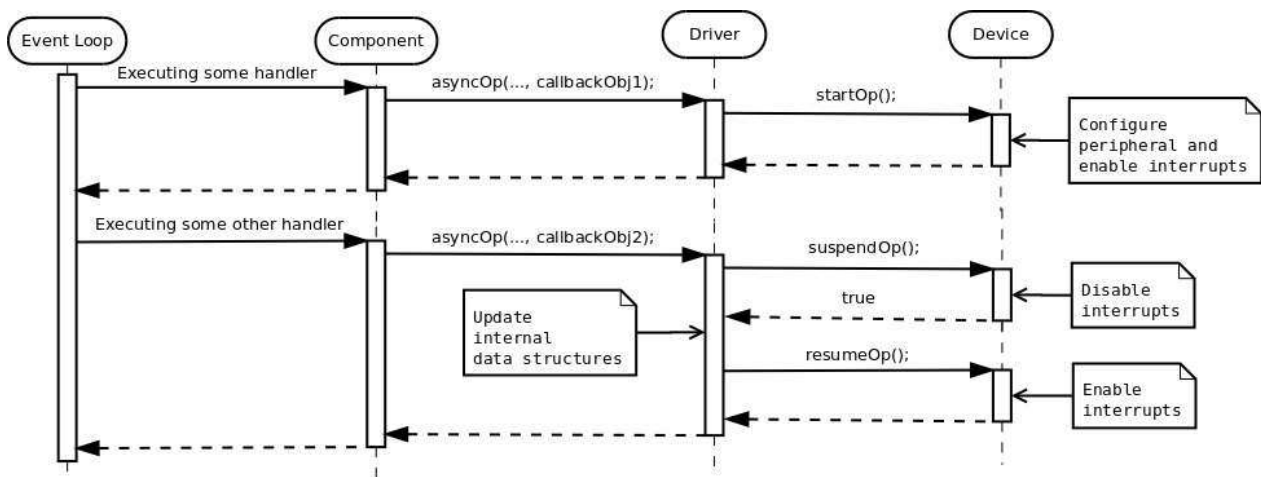 Event Loop
Component
Driver
Device
Executing some handler
asyncOp(..., callbackObj1);
startOp();
Configure
peripheral and
enable interrupts
Executing some other handler
asyncOp(..., callbackObj2);
suspendOp();
true
Disable
interrupts
Update
internal
data structures
resumeOp();
Enable
interrupts